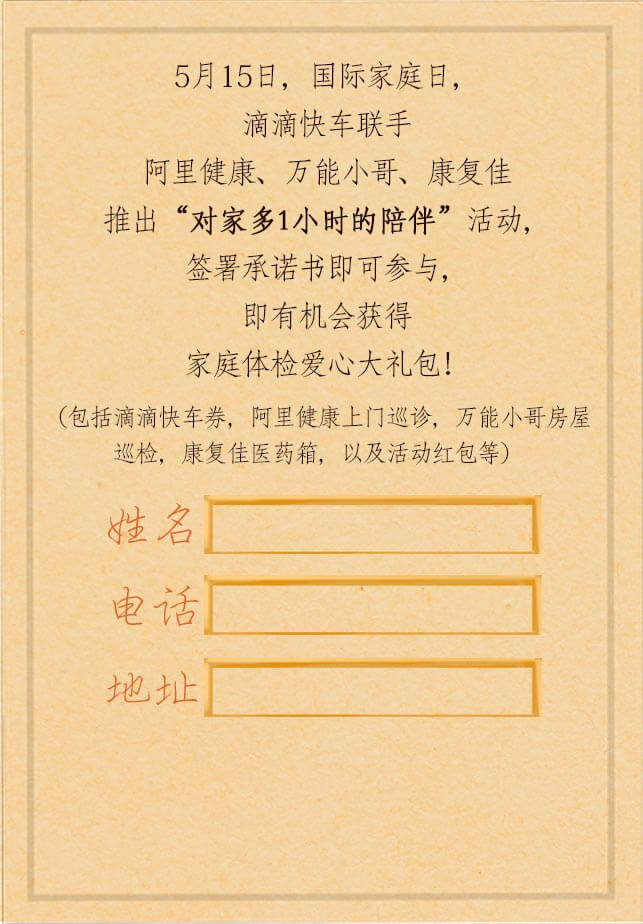 5月15日，国际家庭日，
滴滴快车联手
阿里健康、万能小哥、康复佳
推出“对家多1小时的陪伴”活动，
签署承诺书即可参与，
即有机会获得
家庭体检爱心大礼包！
（包括滴滴快车券，阿里健康上门巡诊，万能小哥房屋
巡检，康复佳医药箱，以及活动红包等）
姓名
电话
地址